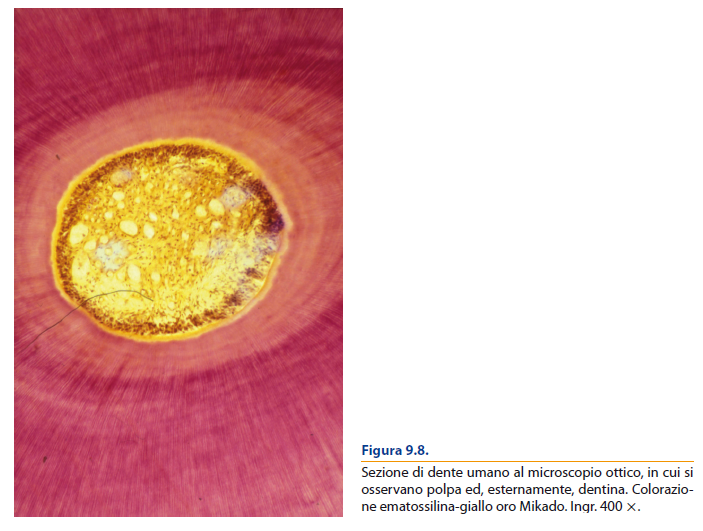 Figura 9.8.
Sezione di dente umano al microscopio ottico, in cui si
osservano polpa ed, esternamente, dentina. Colorazio-
ne ematossilina-giallo oro Mikado. Ingr. 400 ×.